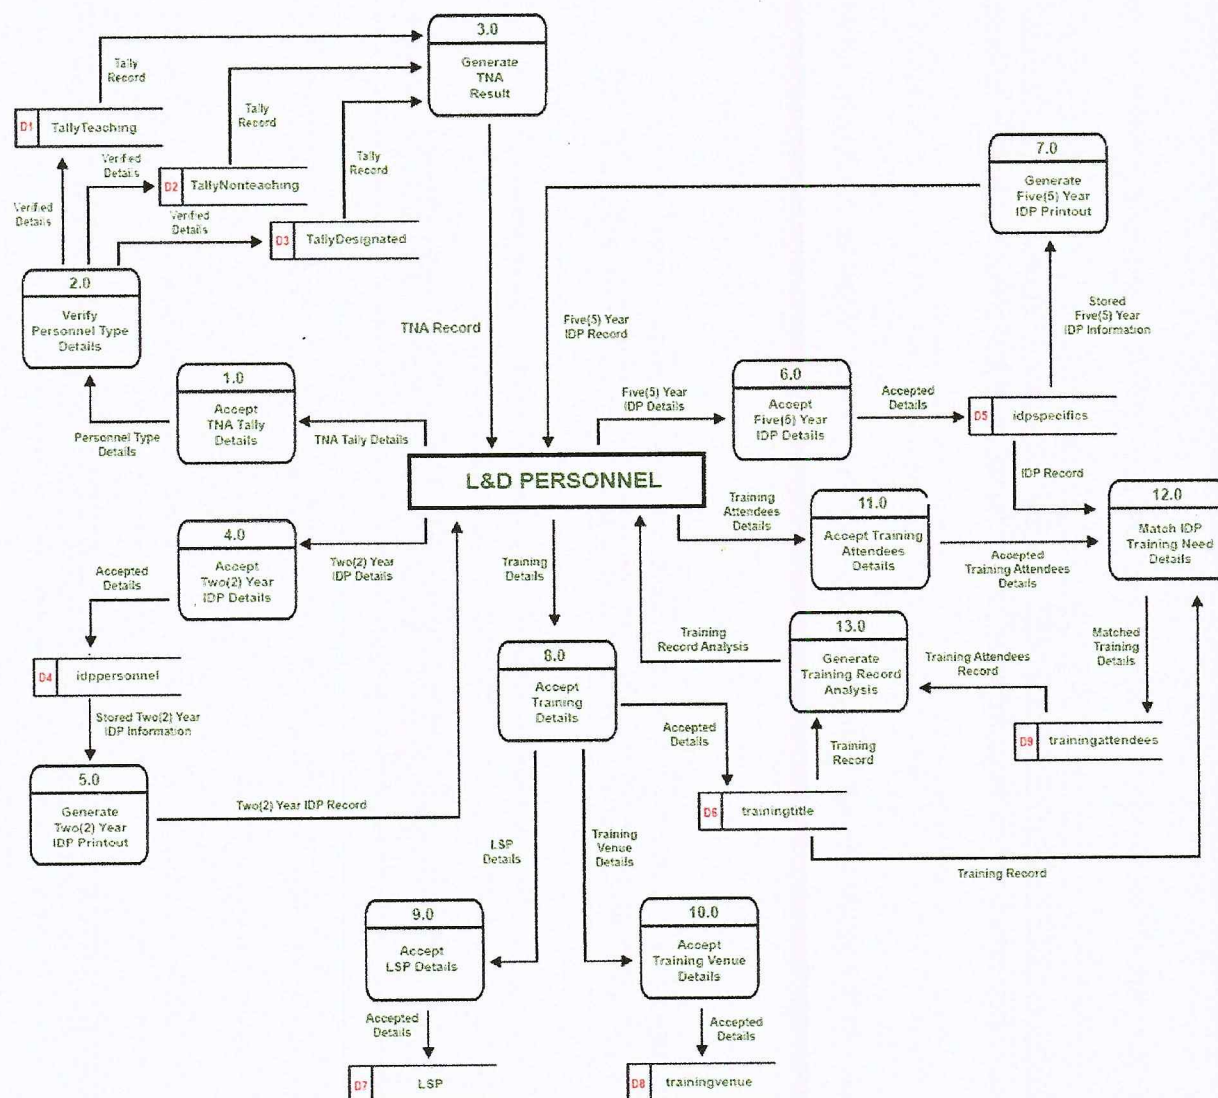 3.0
Generate
TNA
Result
Tally
Record
D1
TallyTeaching
Tally
Record
Verified
Details
D2
TallyNonteaching
Tally
Record
Verified
Details
Verified
Details
D3
TallyDesignated
2.0
Verify
Personnel Type
Details
7.0
Generate
Five(5) Year
IDP Printout
TNA Record
Five(5) Year
IDP Record
Stored
Five(5) Year
IDP Information
1.0
Accept
TNA Tally
Details
Personnel Type
Details
TNA Tally Details
Five(5) Year
IDP Details
6.0
Accept
Five(5) Year
IDP Details
Accepted
Details
D5
idpspecifics
L&D PERSONNEL
IDP Record
Training
Attendees
Details
11.0
Accept Training
Attendees
Details
Accepted
Training Attendees
Details
12.0
Match IDP
Training Need
Details
4.0
Accept
Two(2) Year
IDP Details
Two(2) Year
IDP Details
Training
Details
Accepted
Details
D4
idppersonnel
Stored Two(2) Year
IDP Information
5.0
Generate
Two(2) Year
IDP Printout
Two(2) Year IDP Record
8.0
Accept
Training
Details
Training
Record Analysis
13.0
Generate
Training Record
Analysis
Training Attendees
Record
Matched
Training
Details
D9
trainingattendees
Accepted
Details
Training
Record
D6
trainingtitle
Training Record
LSP
Details
Training
Venue
Details
9.0
Accept
LSP Details
10.0
Accept
Training Venue
Details
Accepted
Details
Accepted
Details
D7
LSP
D8
trainingvenue